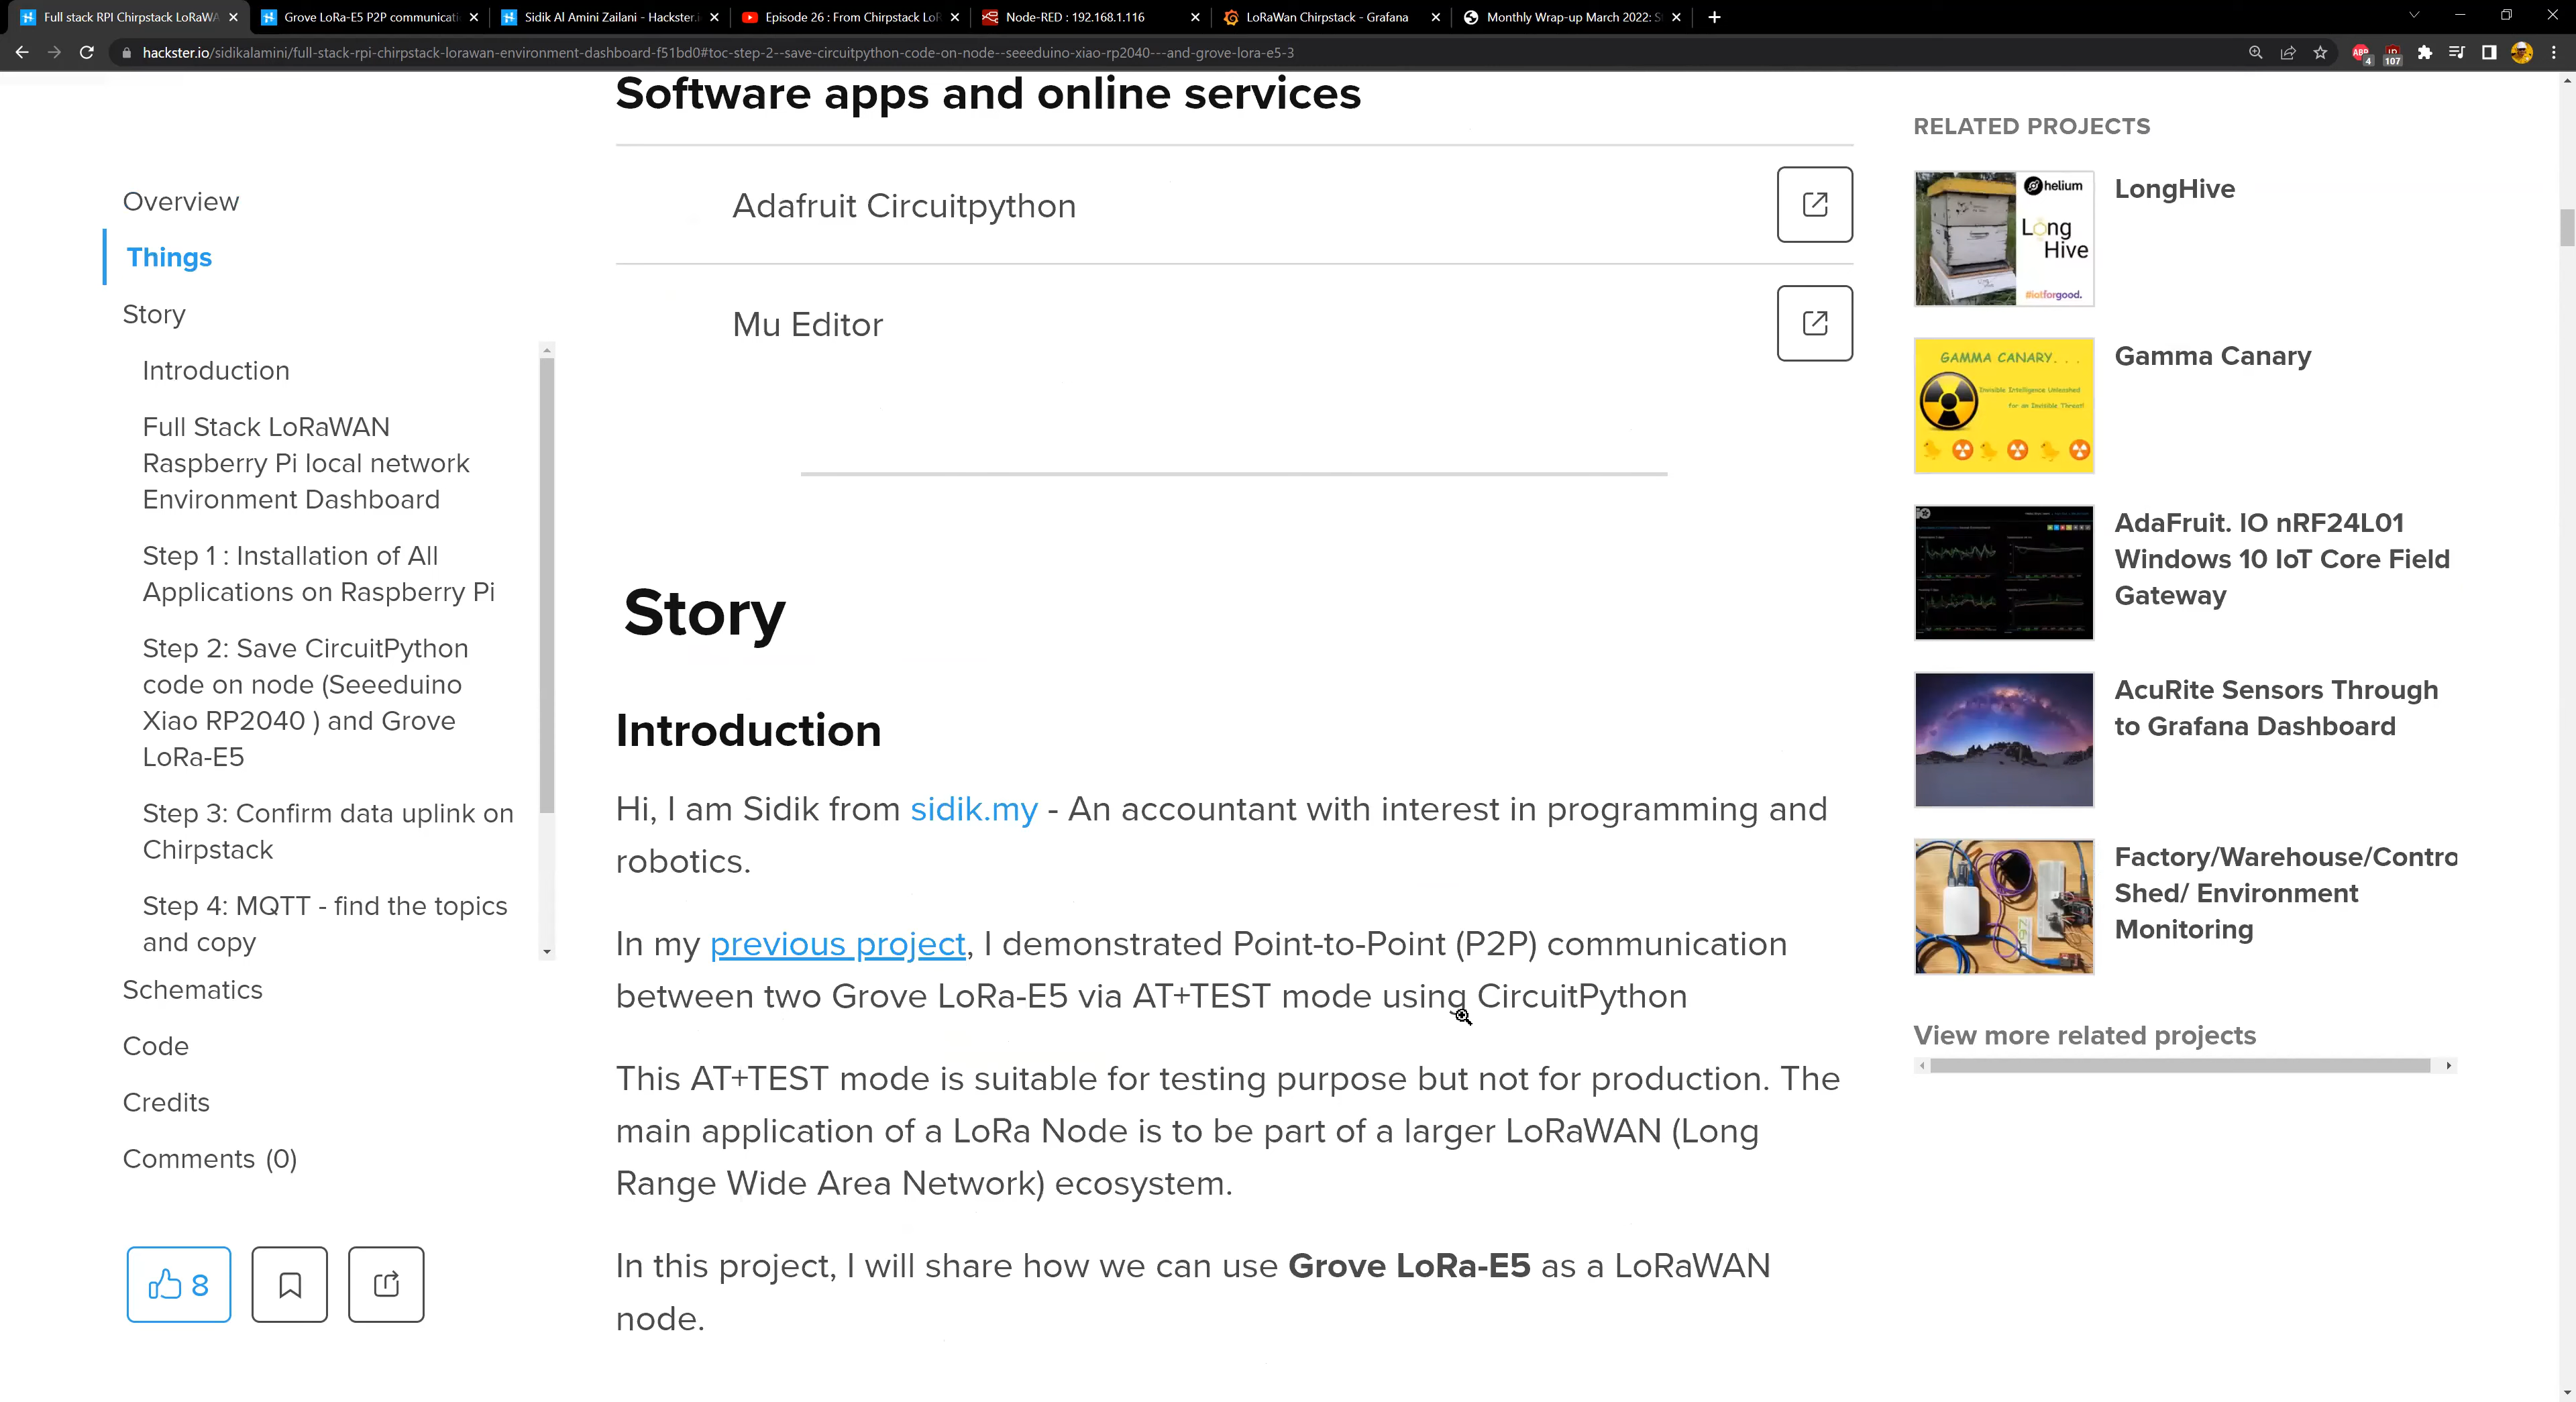 Full stack RPI Chirpstack LoRaWA
Grove LoRa-E5 P2P communicati
Sidik Al Amini Zailani - Hackster.i
Episode 26 : From Chirpstack LoR
Node-RED : 192.168.1.116
LoRaWan Chirpstack - Grafana
Monthly Wrap-up March 2022: S
hackster.io/sidikalamini/full-stack-rpi-chirpstack-lorawan-environment-dashboard-f51bd0#toc-step-2--save-circuitpython-code-on-node--seeeduino-xiao-rp2040---and-grove-lora-e5-3
ABP
4
107
Overview
Things
Story
Introduction
Full Stack LoRaWAN
Raspberry Pi local network
Environment Dashboard
Step 1 : Installation of All
Applications on Raspberry Pi
Step 2: Save CircuitPython
code on node (Seeeduino
Xiao RP2040 ) and Grove
LoRa-E5
Step 3: Confirm data uplink on
Chirpstack
Step 4: MQTT - find the topics
and copy
Schematics
Code
Credits
Comments (0)
8
Software apps and online services
Adafruit Circuitpython
Mu Editor
Story
Introduction
Hi, I am Sidik from sidik.my - An accountant with interest in programming and
robotics.
In my previous project, I demonstrated Point-to-Point (P2P) communication
between two Grove LoRa-E5 via AT+TEST mode using CircuitPython
This AT+TEST mode is suitable for testing purpose but not for production. The
main application of a LoRa Node is to be part of a larger LoRaWAN (Long
Range Wide Area Network) ecosystem.
In this project, I will share how we can use Grove LoRa-E5 as a LoRaWAN
node.
RELATED PROJECTS
helium
Long
Hive
#iotforgood.
LongHive
GAMMA CANARY. . .
Invisible Intelligence Unleashed
for an Invisible Threat!
Gamma Canary
AdaFruit. IO nRF24L01
Windows 10 IoT Core Field
Gateway
AcuRite Sensors Through
to Grafana Dashboard
Factory/Warehouse/Contro
Shed/ Environment
Monitoring
View more related projects